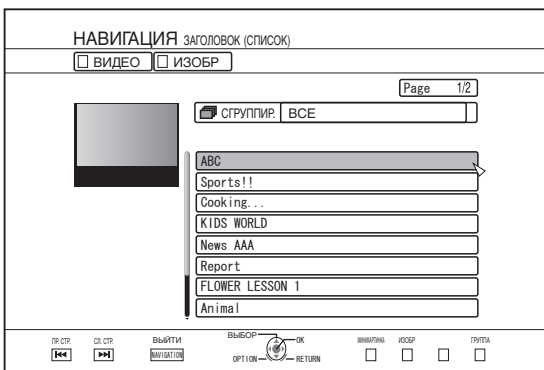 НАВИГАЦИЯ ЗАГОЛОВОК (СПИСОК)
ВИДЕО ИЗОБР
Page 1/2
СГРУППИР. ВСЕ
ABC
Sports!!
Cooking...
KIDS WORLD
News AAA
Report
FLOWER LESSON 1
Animal
ПР. СТР. СЛ. СТР. ВЫЙТИ ВЫБОР OK МИНИКАРТИНКА ИЗОБР ГРУППА
NAVIGATION OPTION RETURN